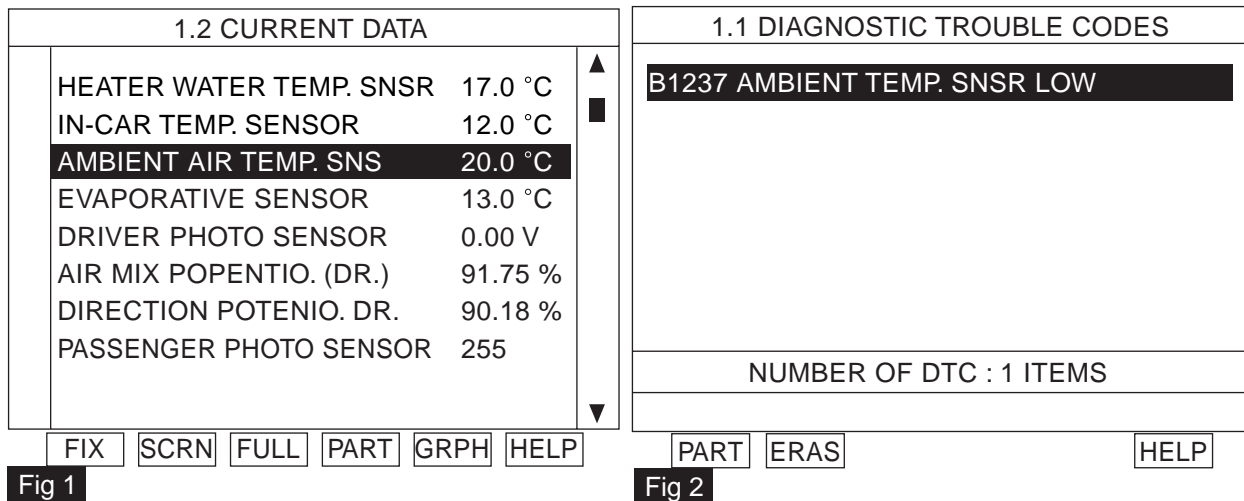 1.2 CURRENT DATA
HEATER WATER TEMP. SNSR 17.0 °C
IN-CAR TEMP. SENSOR 12.0 °C
AMBIENT AIR TEMP. SNS 20.0 °C
EVAPORATIVE SENSOR 13.0 °C
DRIVER PHOTO SENSOR 0.00 V
AIR MIX POPENTIO. (DR.) 91.75 %
DIRECTION POTENIO. DR. 90.18 %
PASSENGER PHOTO SENSOR 255
FIX SCRN FULL PART GRPH HELP
Fig 1
1.1 DIAGNOSTIC TROUBLE CODES
B1237 AMBIENT TEMP. SNSR LOW
NUMBER OF DTC : 1 ITEMS
PART ERAS HELP
Fig 2